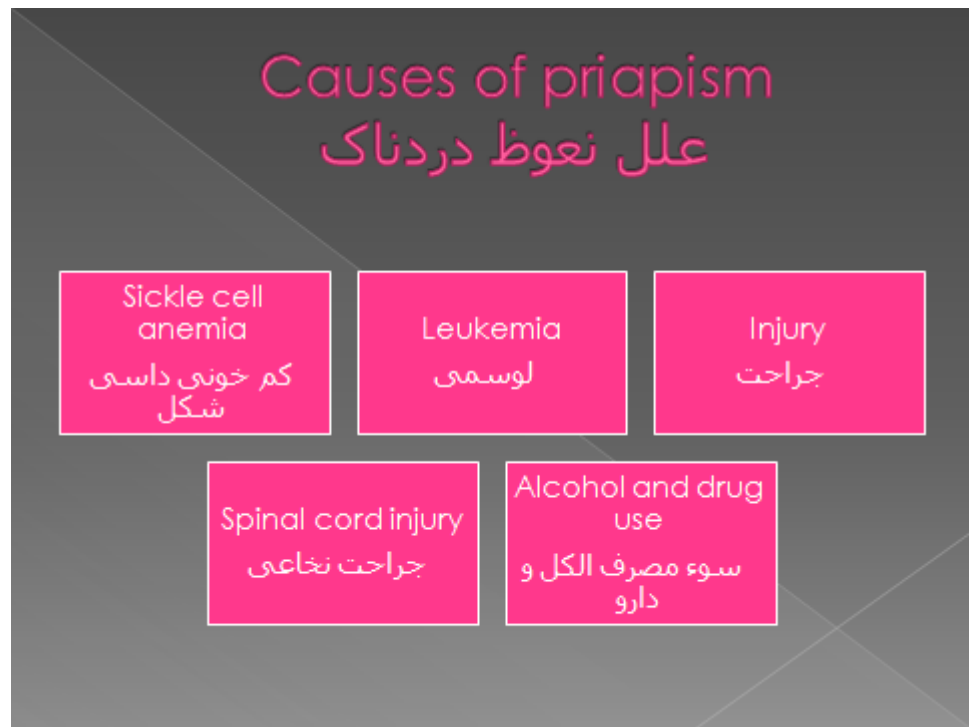 Causes of priapism
علل نعوظ دردناک
Sickle cell
anemia
کم خونی داسی
شکل
Leukemia
لوسمی
Injury
جراحت
Spinal cord injury
جراحت نخاعی
Alcohol and drug
use
سوء مصرف الکل و
دارو